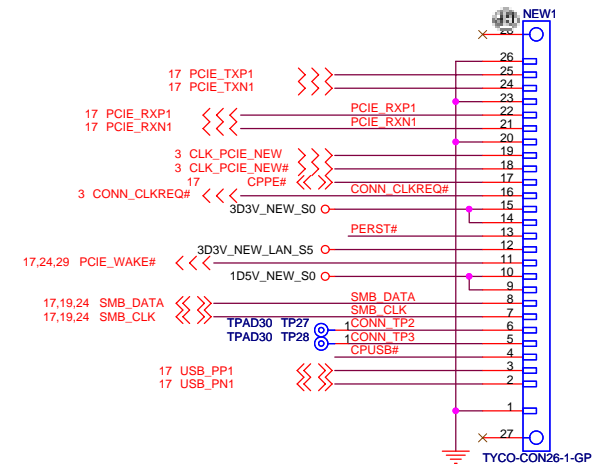 NEW1
28
26
17 PCIE_TXP1 25
17 PCIE_TXN1 24
23
17 PCIE_RXP1 PCIE_RXP1 22
17 PCIE_RXN1 PCIE_RXN1 21
20
3 CLK_PCIE_NEW 19
3 CLK_PCIE_NEW# 18
17 CPPE# 17
3 CONN_CLKREQ# CONN_CLKREQ# 16
3D3V_NEW_S0 15
14
PERST# 13
3D3V_NEW_LAN_S5 12
17,24,29 PCIE_WAKE# 11
1D5V_NEW_S0 10
9
17,19,24 SMB_DATA SMB_DATA 8
17,19,24 SMB_CLK SMB_CLK 7
TPAD30 TP27 1 CONN_TP2 6
TPAD30 TP28 1 CONN_TP3 5
CPUSB# 4
17 USB_PP1 3
17 USB_PN1 2
1
27
TYCO-CON26-1-GP